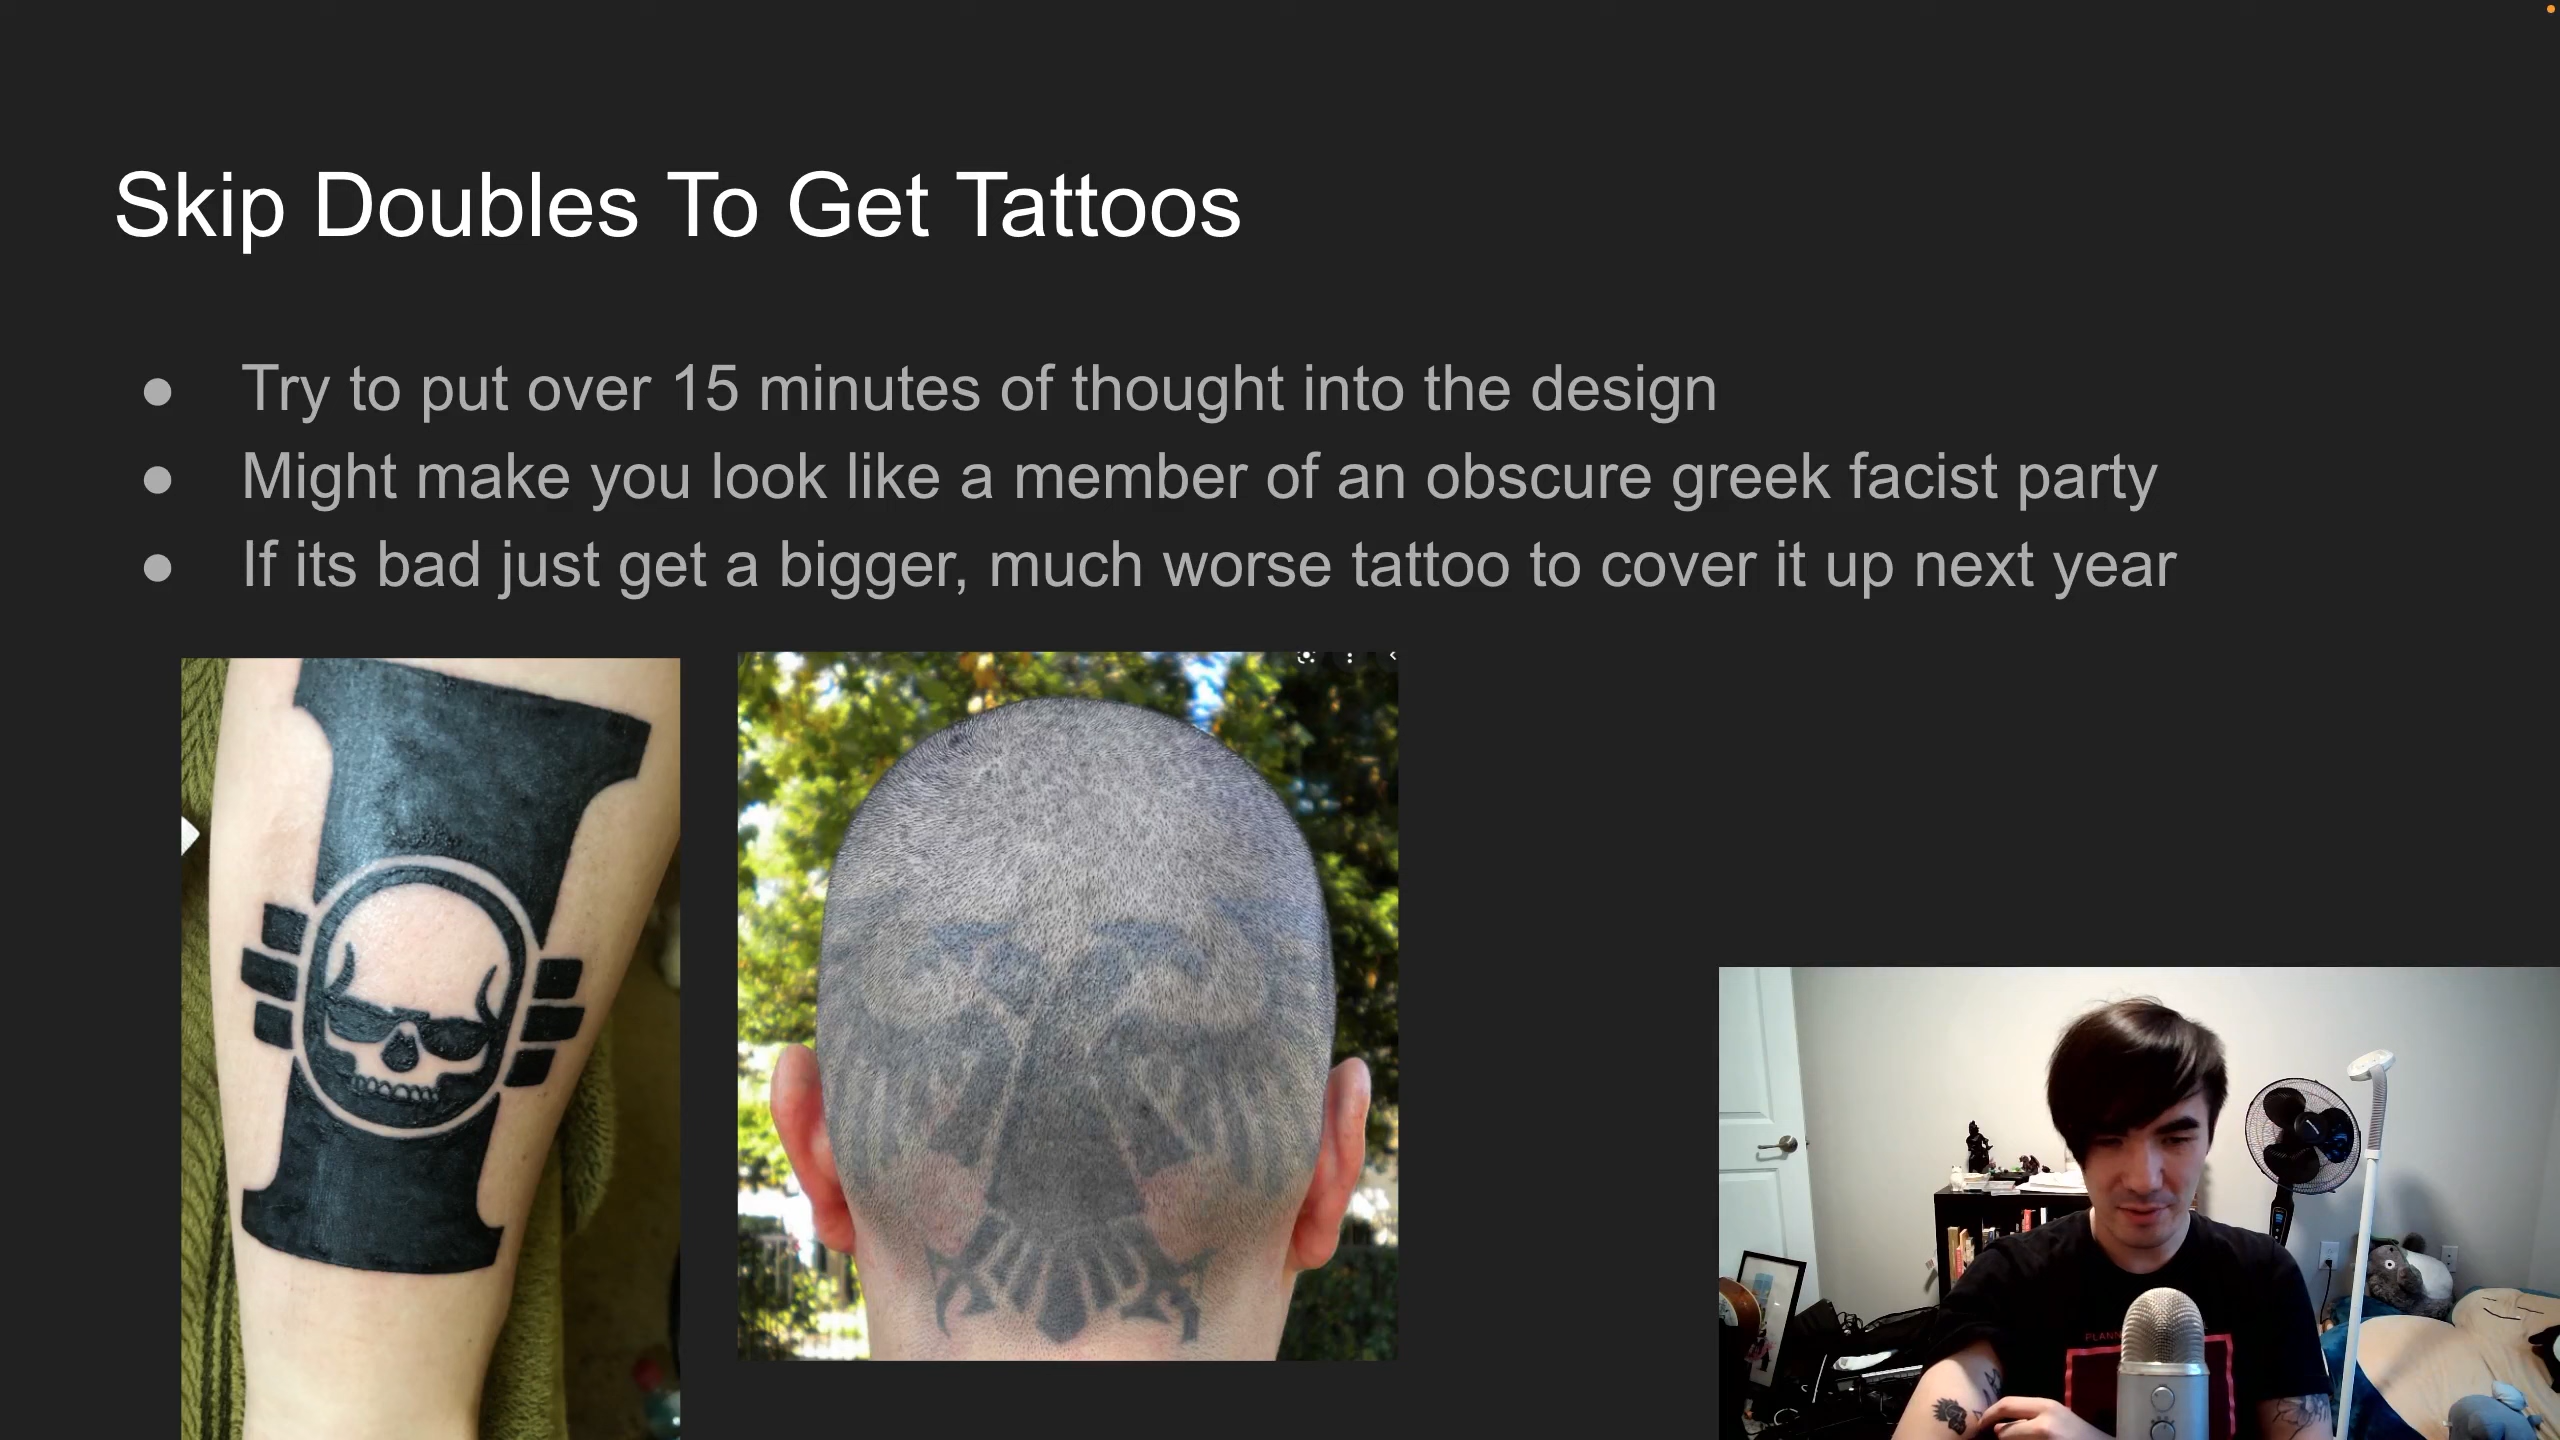 Skip Doubles To Get Tattoos
● Try to put over 15 minutes of thought into the design
● Might make you look like a member of an obscure greek facist party
● If its bad just get a bigger, much worse tattoo to cover it up next year